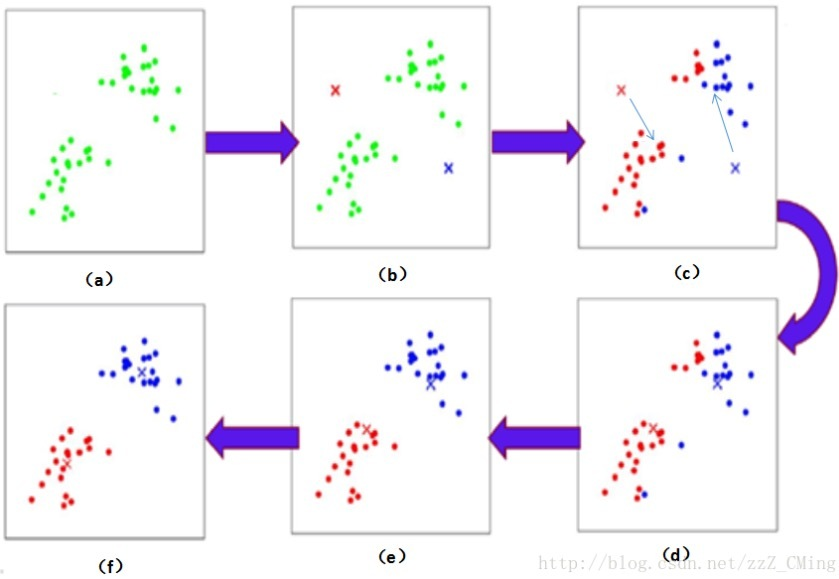 (a)
(b)
(c)
(f)
(e)
(d)
http://blog.csdn.net/zzZ_CMing